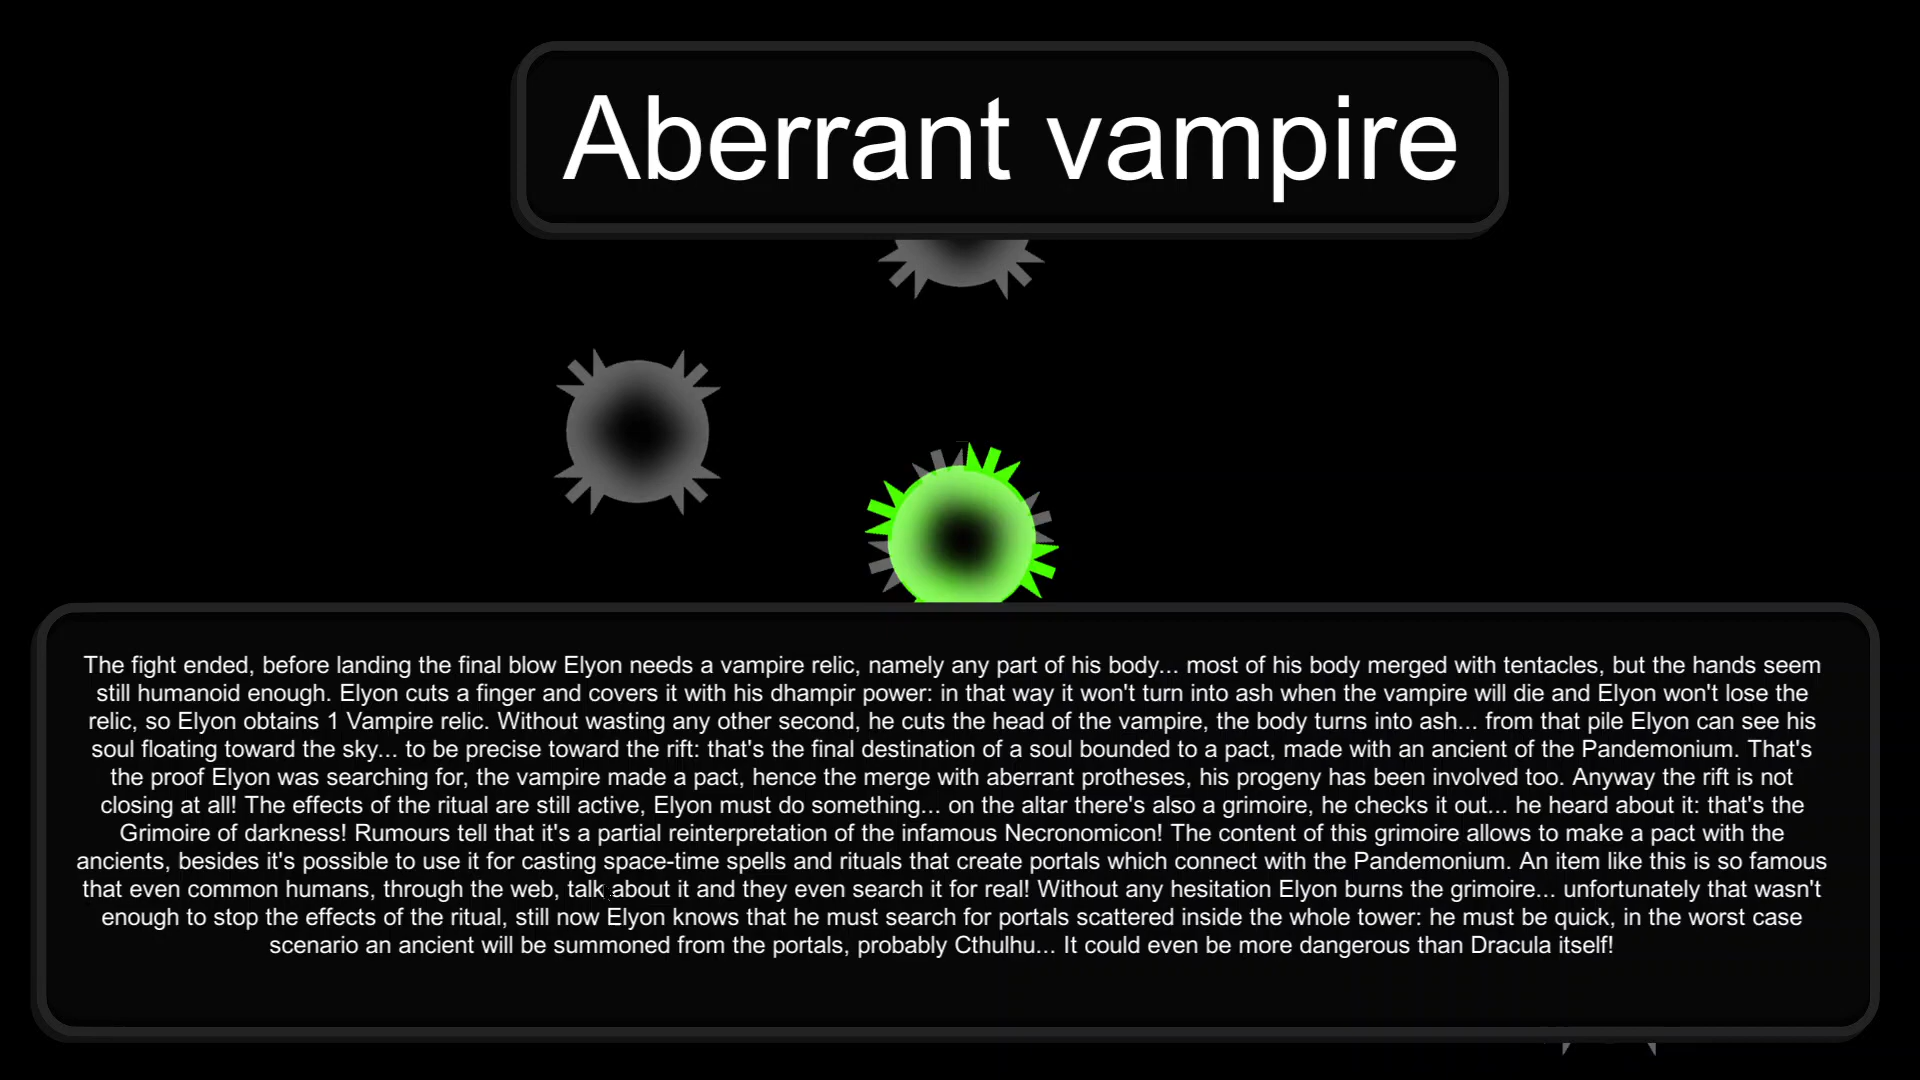 Aberrant vampire
The fight ended, before landing the final blow Elyon needs a vampire relic, namely any part of his body... most of his body merged with tentacles, but the hands seem
still humanoid enough. Elyon cuts a finger and covers it with his dhampir power: in that way it won't turn into ash when the vampire will die and Elyon won't lose the
relic, so Elyon obtains 1 Vampire relic. Without wasting any other second, he cuts the head of the vampire, the body turns into ash... from that pile Elyon can see his
soul floating toward the sky... to be precise toward the rift: that's the final destination of a soul bounded to a pact, made with an ancient of the Pandemonium. That's
the proof Elyon was searching for, the vampire made a pact, hence the merge with aberrant protheses, his progeny has been involved too. Anyway the rift is not
closing at all! The effects of the ritual are still active, Elyon must do something... on the altar there's also a grimoire, he checks it out... he heard about it: that's the
Grimoire of darkness! Rumours tell that it's a partial reinterpretation of the infamous Necronomicon! The content of this grimoire allows to make a pact with the
ancients, besides it's possible to use it for casting space-time spells and rituals that create portals which connect with the Pandemonium. An item like this is so famous
that even common humans, through the web, talk about it and they even search it for real! Without any hesitation Elyon burns the grimoire... unfortunately that wasn't
enough to stop the effects of the ritual, still now Elyon knows that he must search for portals scattered inside the whole tower: he must be quick, in the worst case
scenario an ancient will be summoned from the portals, probably Cthulhu... It could even be more dangerous than Dracula itself!